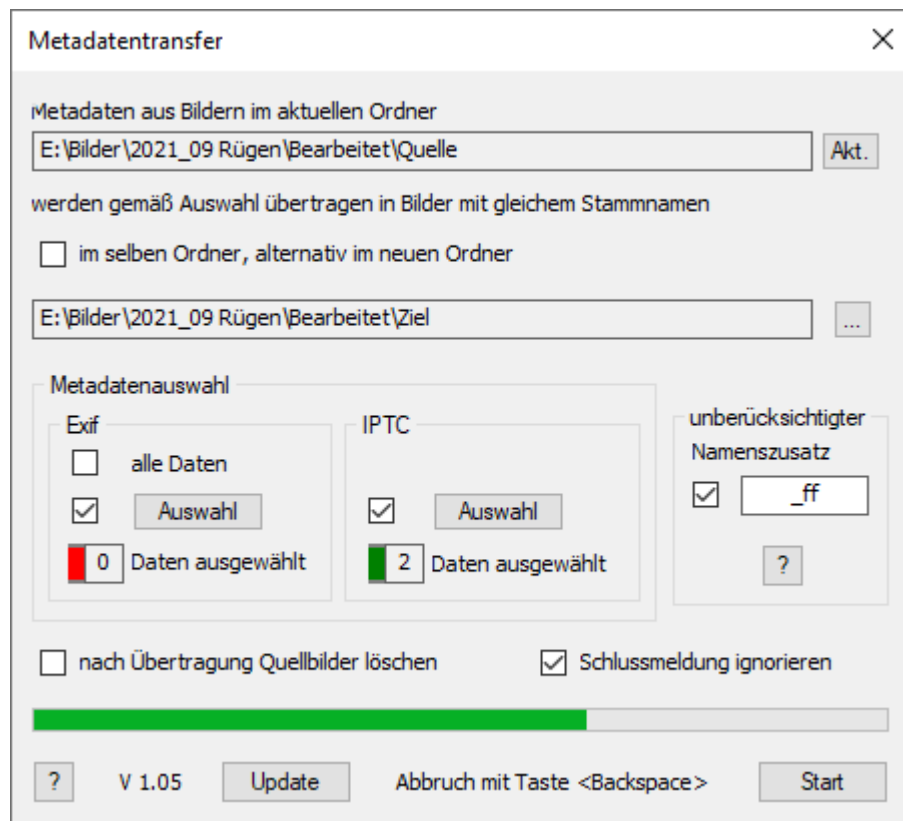 Metadatentransfer
Metadaten aus Bildern im aktuellen Ordner
E:\Bilder\2021_09 Rügen\Bearbeitet\Quelle
Akt.
werden gemäß Auswahl übertragen in Bilder mit gleichem Stammnamen
im selben Ordner, alternativ im neuen Ordner
E:\Bilder\2021_09 Rügen\Bearbeitet\Ziel
...
Metadatenauswahl
Exif
alle Daten
Auswahl
0 Daten ausgewählt
IPTC
Auswahl
2 Daten ausgewählt
unberücksichtigter
Namenszusatz
_ff
?
nach Übertragung Quellbilder löschen
Schlussmeldung ignorieren
?
V 1.05
Update
Abbruch mit Taste <Backspace>
Start